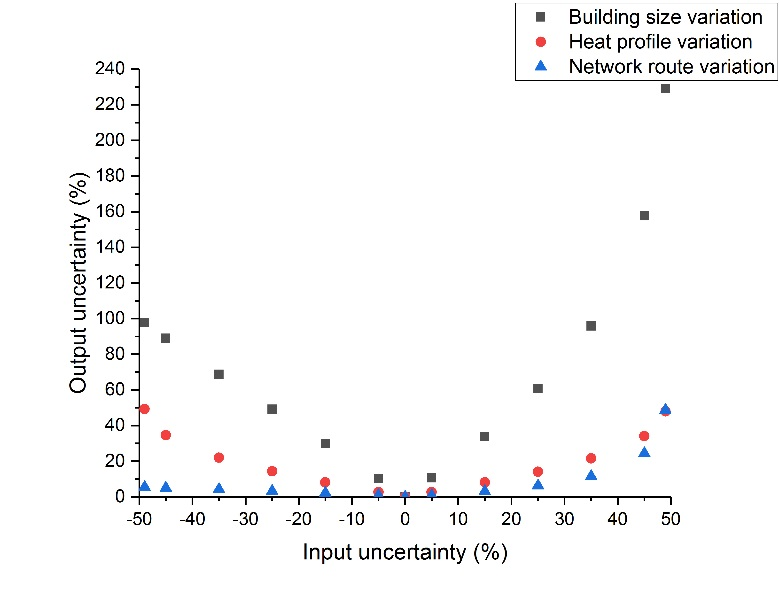 Building size variation
Heat profile variation
Network route variation
240
220
200
180
160
140
120
100
80
60
40
20
0
Output uncertainty (%)
-50 -40 -30 -20 -10 0 10 20 30 40 50
Input uncertainty (%)